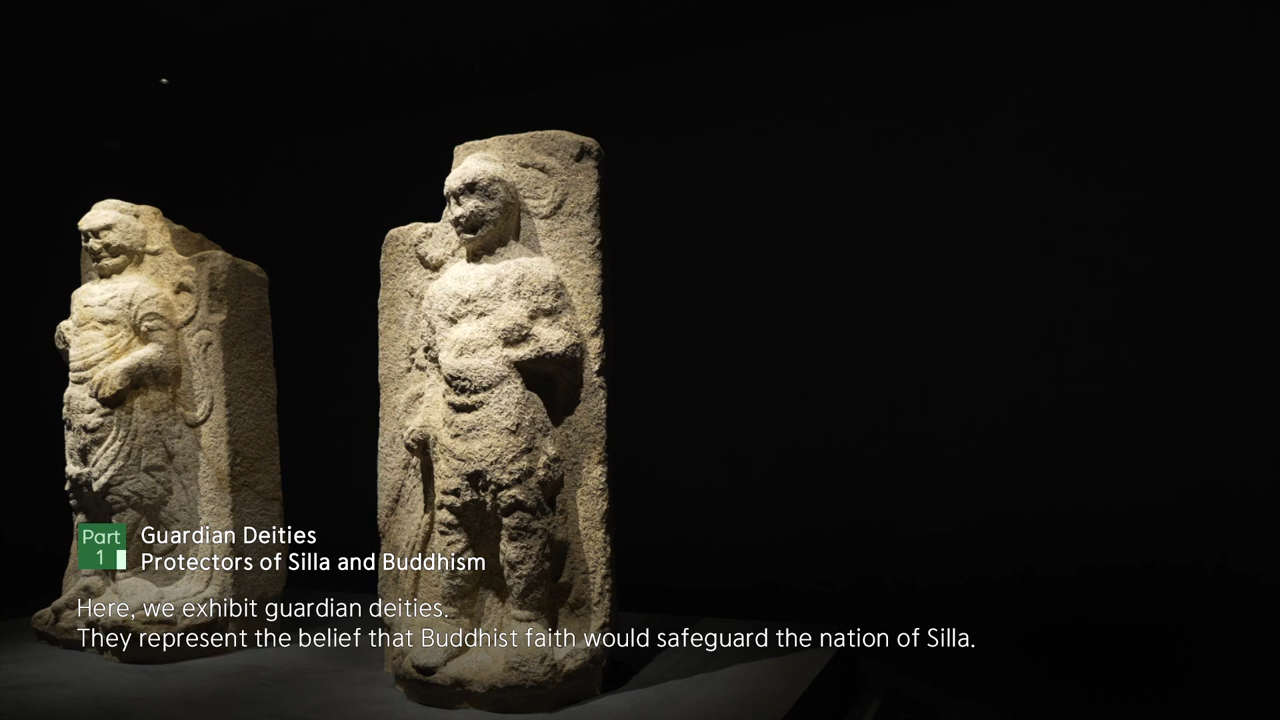 Part
1
Guardian Deities
Protectors of Silla and Buddhism
Here, we exhibit guardian deities.
They represent the belief that Buddhist faith would safeguard the nation of Silla.